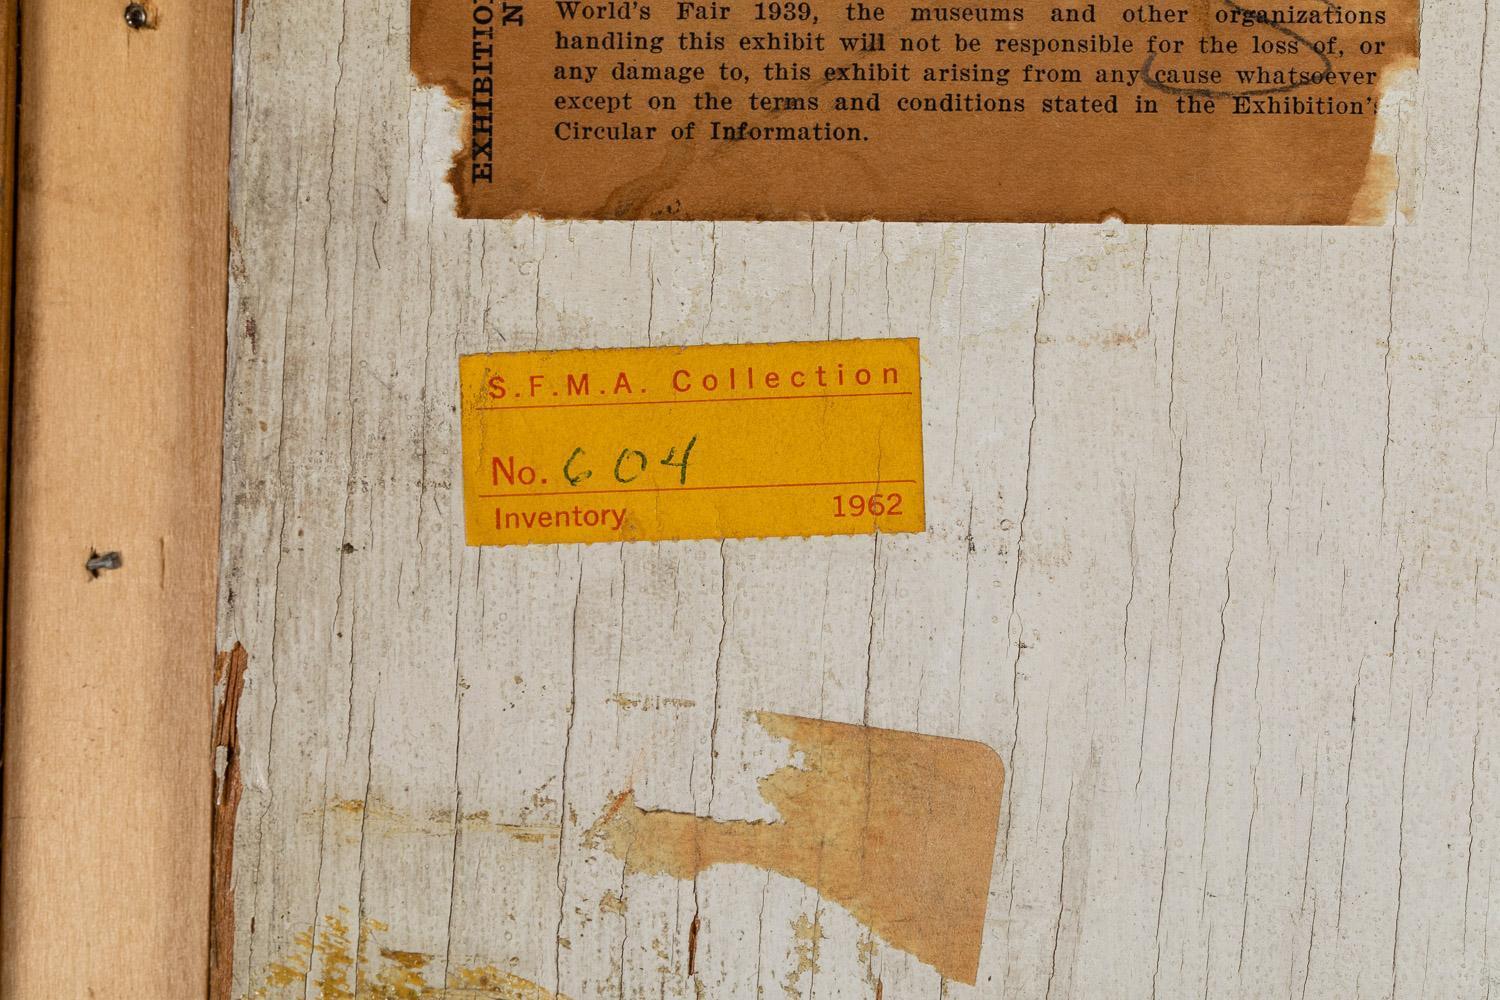 EXHIBITIO
N
World's Fair 1939, the museums and other organizations
handling this exhibit will not be responsible for the loss of, or
any damage to, this exhibit arising from any cause whatsoever
except on the terms and conditions stated in the Exhibition's
Circular of Information.
S.F.M.A. Collection
No. 604
Inventory 1962